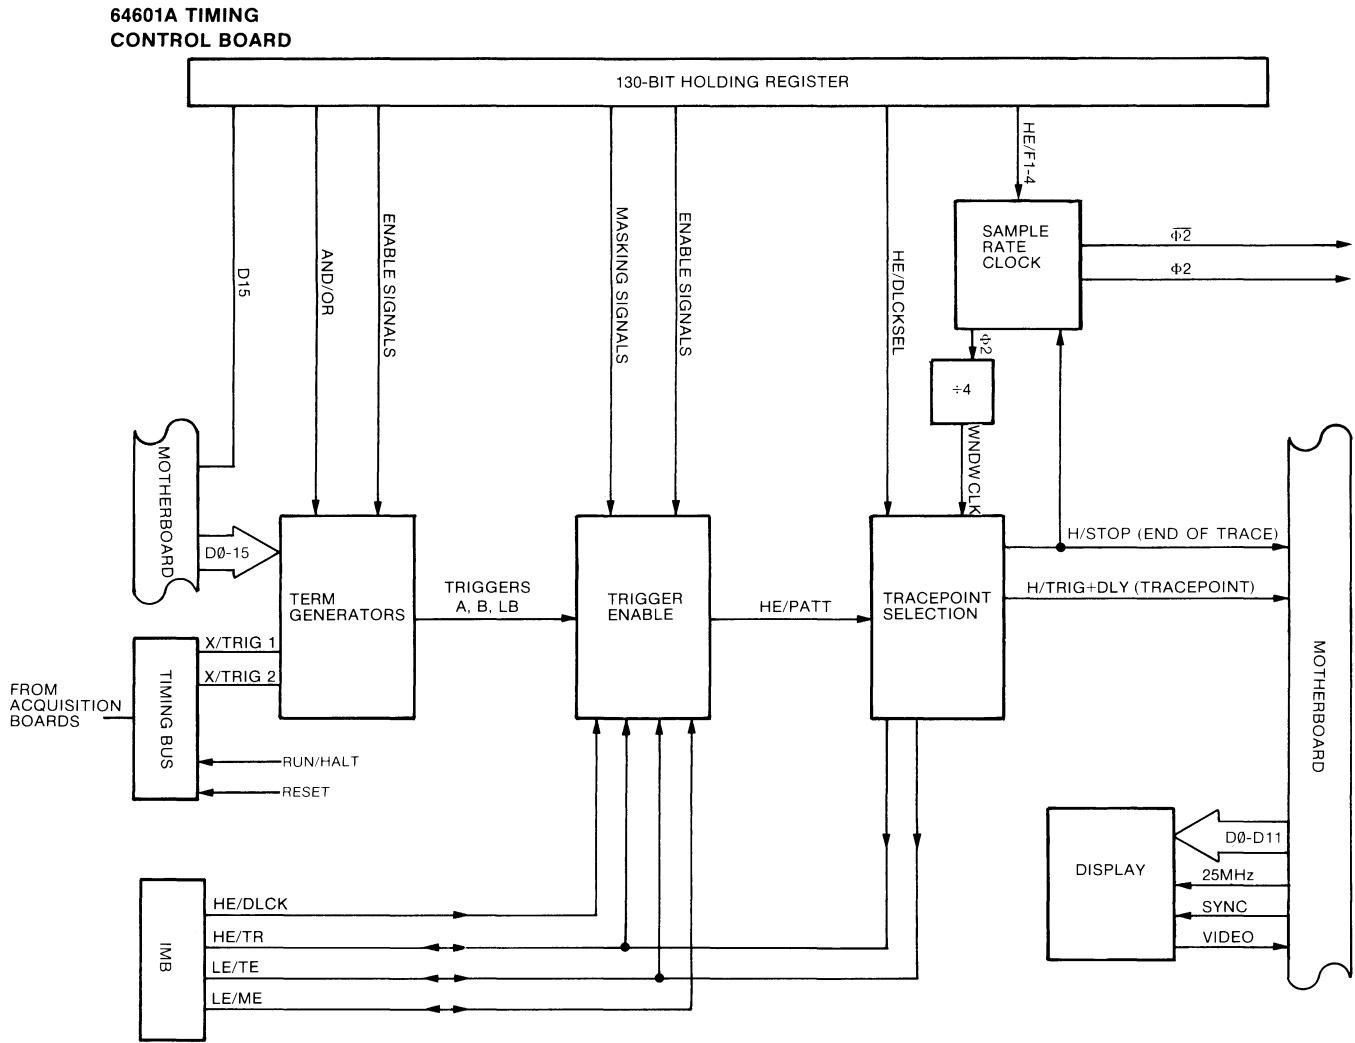 64601A TIMING
CONTROL BOARD
130-BIT HOLDING REGISTER
D15
AND/OR
ENABLE SIGNALS
MASKING SIGNALS
ENABLE SIGNALS
HE/DLCKSEL
HE/F1-4
SAMPLE
RATE
CLOCK
Φ2̅
Φ2
Φ2
÷4
WNDWCLK
MOTHERBOARD
DØ-15
TERM
GENERATORS
TRIGGERS
A, B, LB
TRIGGER
ENABLE
HE/PATT
TRACEPOINT
SELECTION
H/STOP (END OF TRACE)
H/TRIG+DLY (TRACEPOINT)
MOTHERBOARD
X/TRIG 1
X/TRIG 2
FROM
ACQUISITION
BOARDS
TIMING BUS
RUN/HALT
RESET
DISPLAY
DØ-D11
25MHz
SYNC
VIDEO
IMB
HE/DLCK
HE/TR
LE/TE
LE/ME